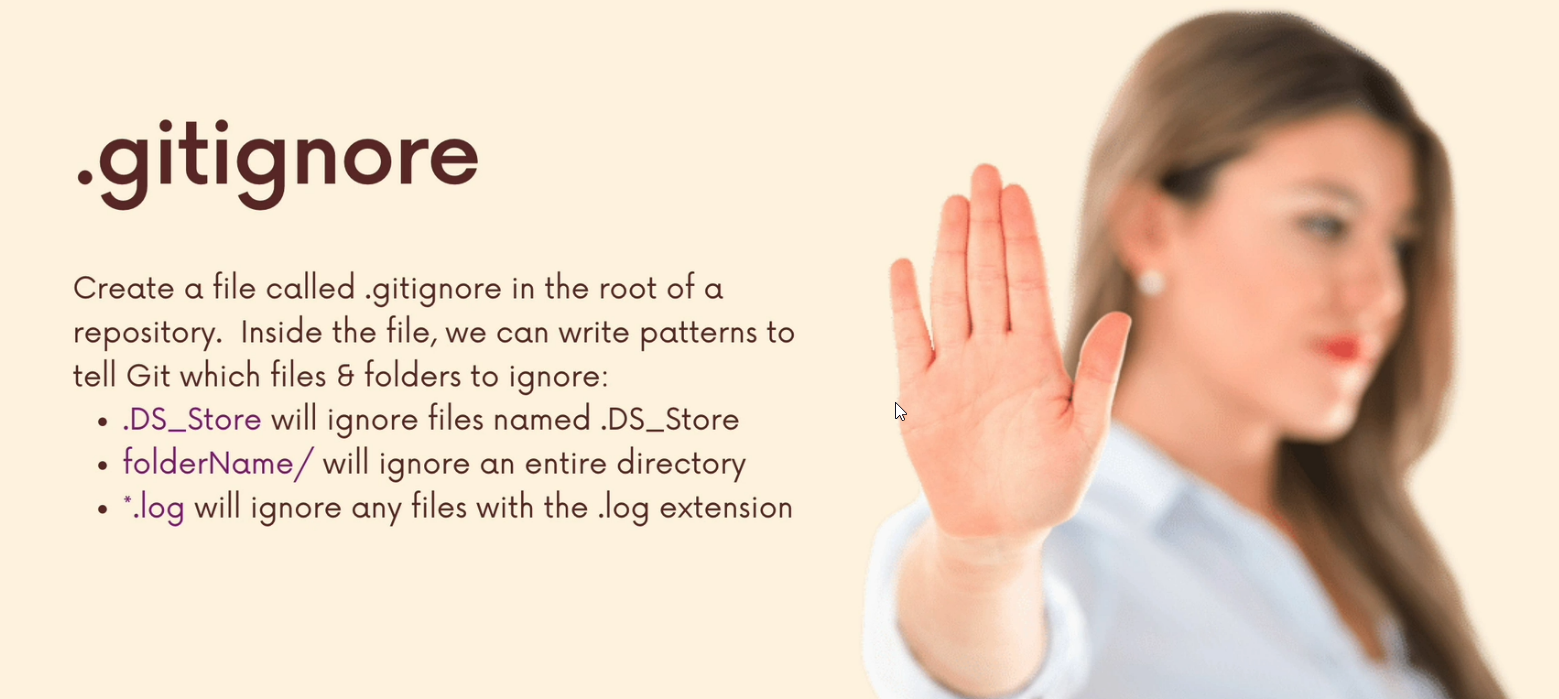 .gitignore
Create a file called .gitignore in the root of a
repository.  Inside the file, we can write patterns to
tell Git which files & folders to ignore:
• .DS_Store will ignore files named .DS_Store
• folderName/ will ignore an entire directory
• *.log will ignore any files with the .log extension